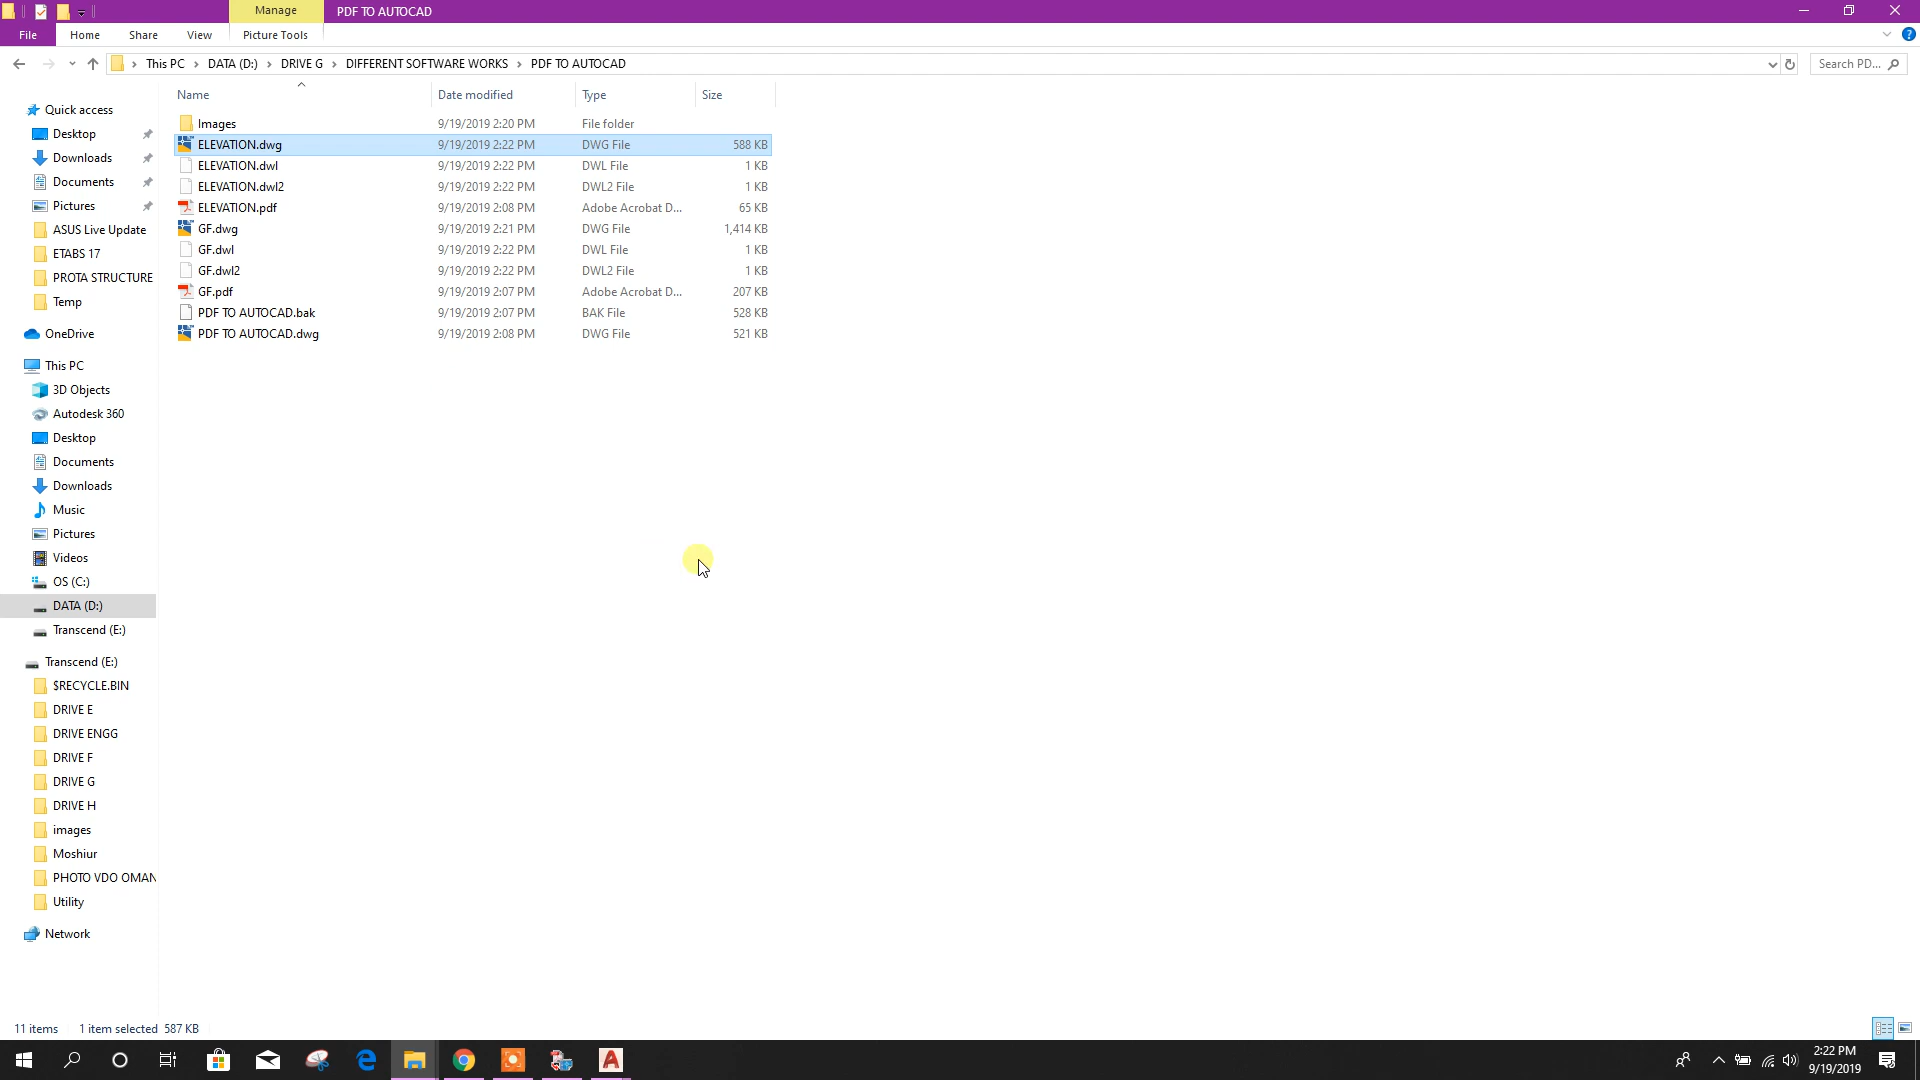 Manage PDF TO AUTOCAD
File Home Share View Picture Tools
This PC DATA (D:) DRIVE G DIFFERENT SOFTWARE WORKS PDF TO AUTOCAD Search PD...
Name Date modified Type Size
Images 9/19/2019 2:20 PM File folder
ELEVATION.dwg 9/19/2019 2:22 PM DWG File 588 KB
ELEVATION.dwl 9/19/2019 2:22 PM DWL File 1 KB
ELEVATION.dwl2 9/19/2019 2:22 PM DWL2 File 1 KB
ELEVATION.pdf 9/19/2019 2:08 PM Adobe Acrobat D... 65 KB
GF.dwg 9/19/2019 2:21 PM DWG File 1,414 KB
GF.dwl 9/19/2019 2:22 PM DWL File 1 KB
GF.dwl2 9/19/2019 2:22 PM DWL2 File 1 KB
GF.pdf 9/19/2019 2:07 PM Adobe Acrobat D... 207 KB
PDF TO AUTOCAD.bak 9/19/2019 2:07 PM BAK File 528 KB
PDF TO AUTOCAD.dwg 9/19/2019 2:08 PM DWG File 521 KB
Quick access
Desktop
Downloads
Documents
Pictures
ASUS Live Update
ETABS 17
PROTA STRUCTURE
Temp
OneDrive
This PC
3D Objects
Autodesk 360
Desktop
Documents
Downloads
Music
Pictures
Videos
OS (C:)
DATA (D:)
Transcend (E:)
Transcend (E:)
$RECYCLE.BIN
DRIVE E
DRIVE ENGG
DRIVE F
DRIVE G
DRIVE H
images
Moshiur
PHOTO VDO OMAN
Utility
Network
11 items 1 item selected 587 KB
2:22 PM
9/19/2019